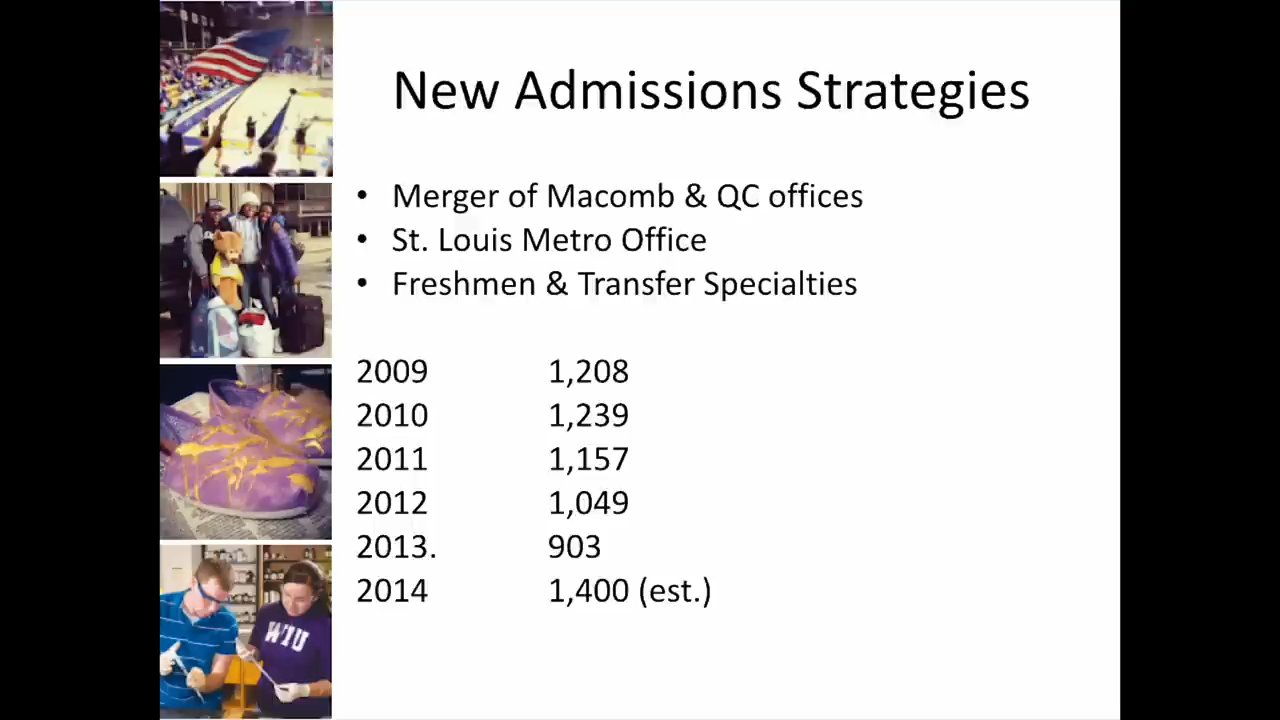 New Admissions Strategies
• Merger of Macomb & QC offices
• St. Louis Metro Office
• Freshmen & Transfer Specialties
2009 1,208
2010 1,239
2011 1,157
2012 1,049
2013. 903
2014 1,400 (est.)
WIU